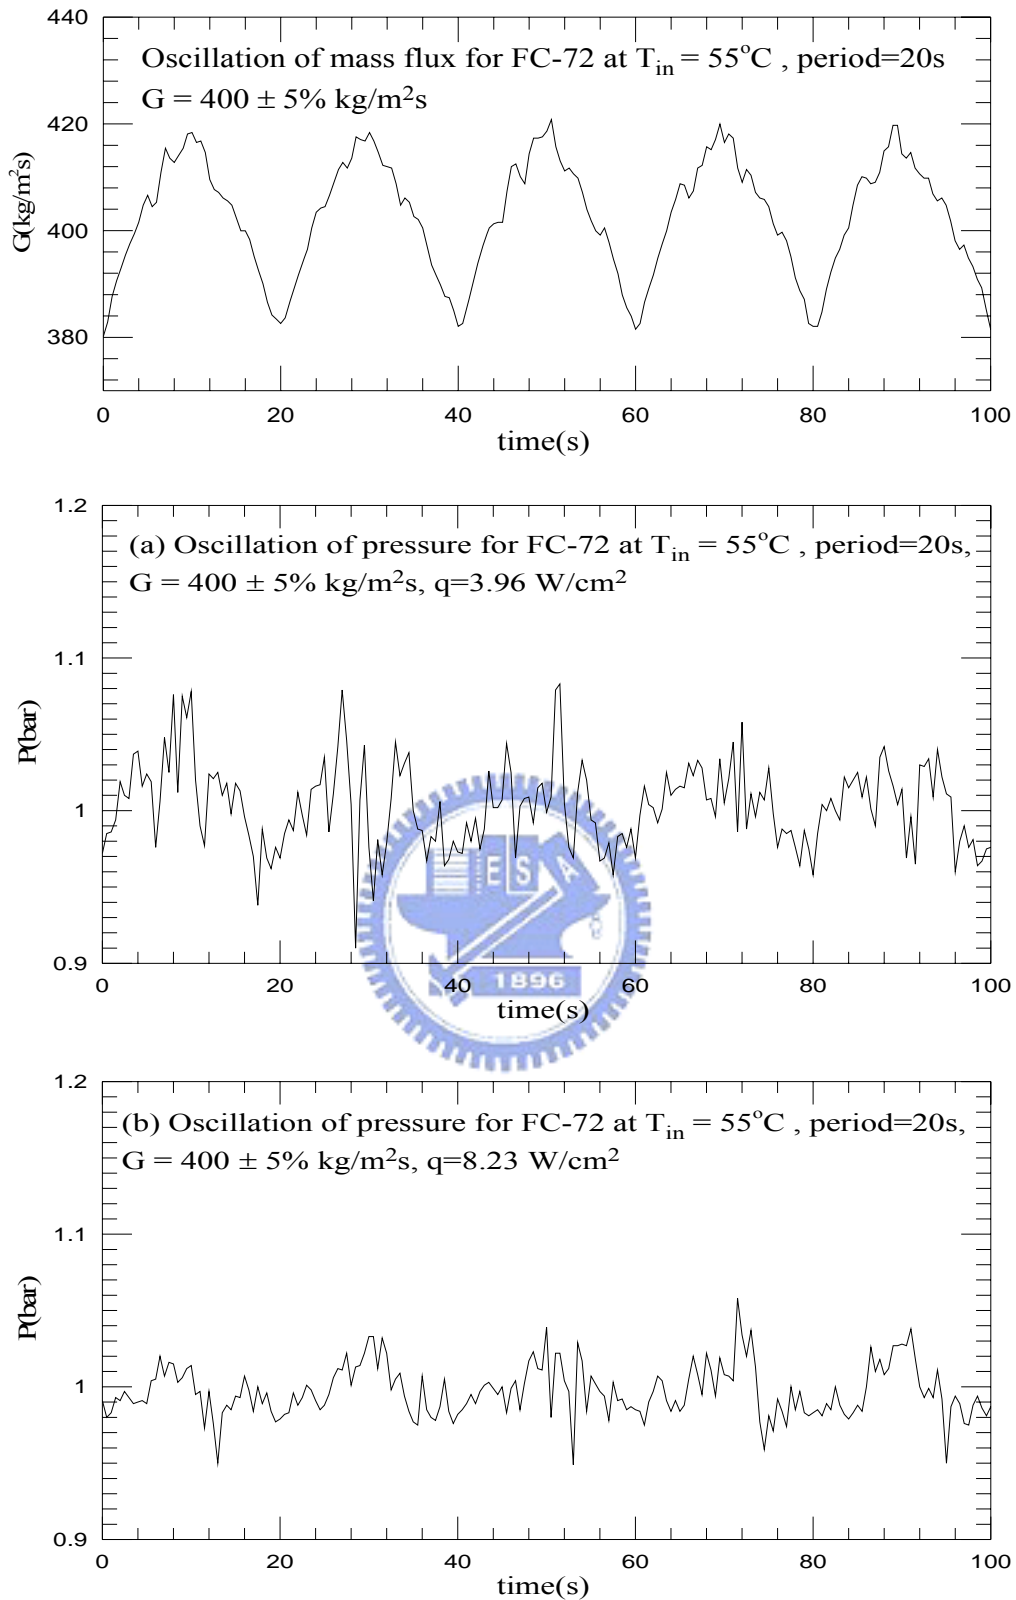 440
Oscillation of mass flux for FC-72 at T_in = 55°C , period=20s
G = 400 ± 5% kg/m²s
420
G(kg/m²s)
400
380
0 20 40 60 80 100
time(s)
1.2
(a) Oscillation of pressure for FC-72 at T_in = 55°C , period=20s,
G = 400 ± 5% kg/m²s, q=3.96 W/cm²
1.1
P(bar)
1
E S A
0.9
0 20 40 60 80 100
1896
time(s)
1.2
(b) Oscillation of pressure for FC-72 at T_in = 55°C , period=20s,
G = 400 ± 5% kg/m²s, q=8.23 W/cm²
1.1
P(bar)
1
0.9
0 20 40 60 80 100
time(s)